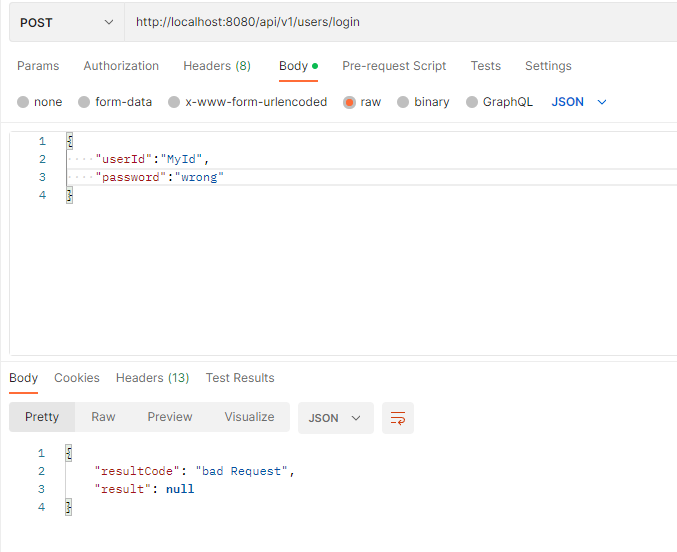 POST http://localhost:8080/api/v1/users/login
Params Authorization Headers (8) Body Pre-request Script Tests Settings
none form-data x-www-form-urlencoded raw binary GraphQL JSON
1 {
2 "userId":"MyId",
3 "password":"wrong"
4 }
Body Cookies Headers (13) Test Results
Pretty Raw Preview Visualize JSON
1 {
2 "resultCode": "bad Request",
3 "result": null
4 }